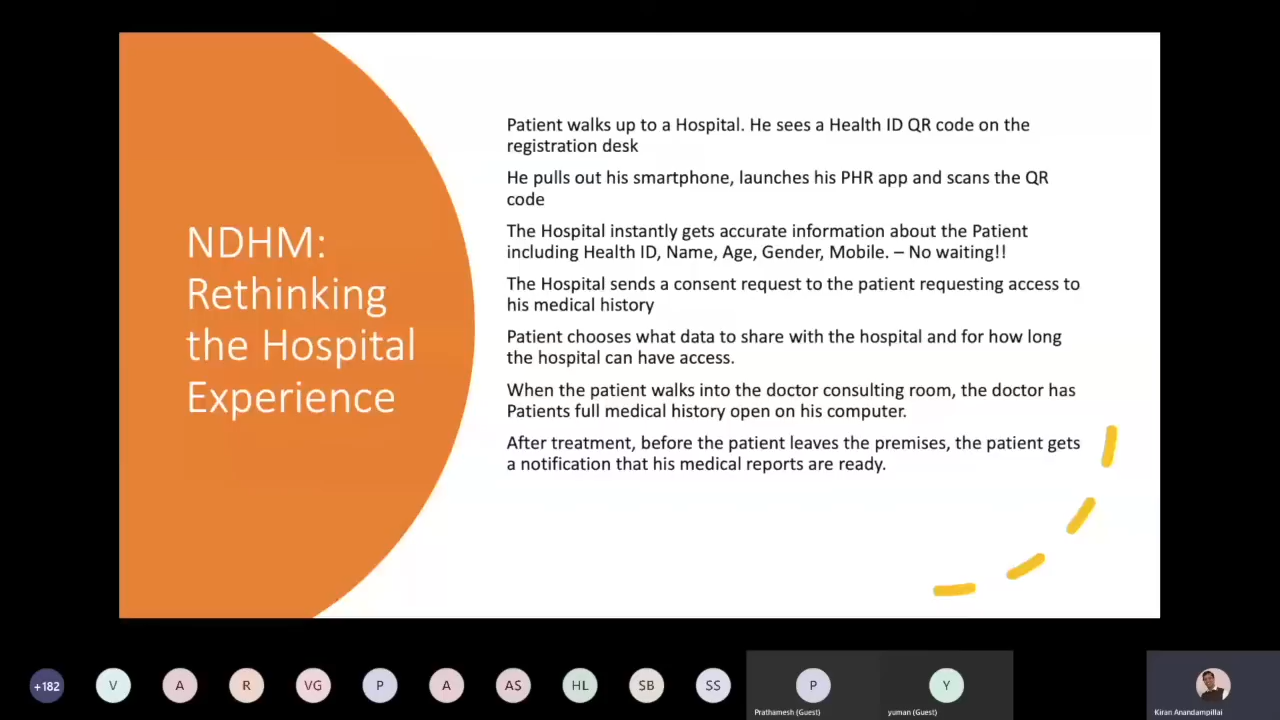 NDHM:
Rethinking
the Hospital
Experience
Patient walks up to a Hospital. He sees a Health ID QR code on the
registration desk
He pulls out his smartphone, launches his PHR app and scans the QR
code
The Hospital instantly gets accurate information about the Patient
including Health ID, Name, Age, Gender, Mobile. – No waiting!!
The Hospital sends a consent request to the patient requesting access to
his medical history
Patient chooses what data to share with the hospital and for how long
the hospital can have access.
When the patient walks into the doctor consulting room, the doctor has
Patients full medical history open on his computer.
After treatment, before the patient leaves the premises, the patient gets
a notification that his medical reports are ready.
+182
V
A
R
VG
P
A
AS
HL
SB
SS
P
Y
Prathamesh (Guest)
yuman (Guest)
Kiran Anandampillai